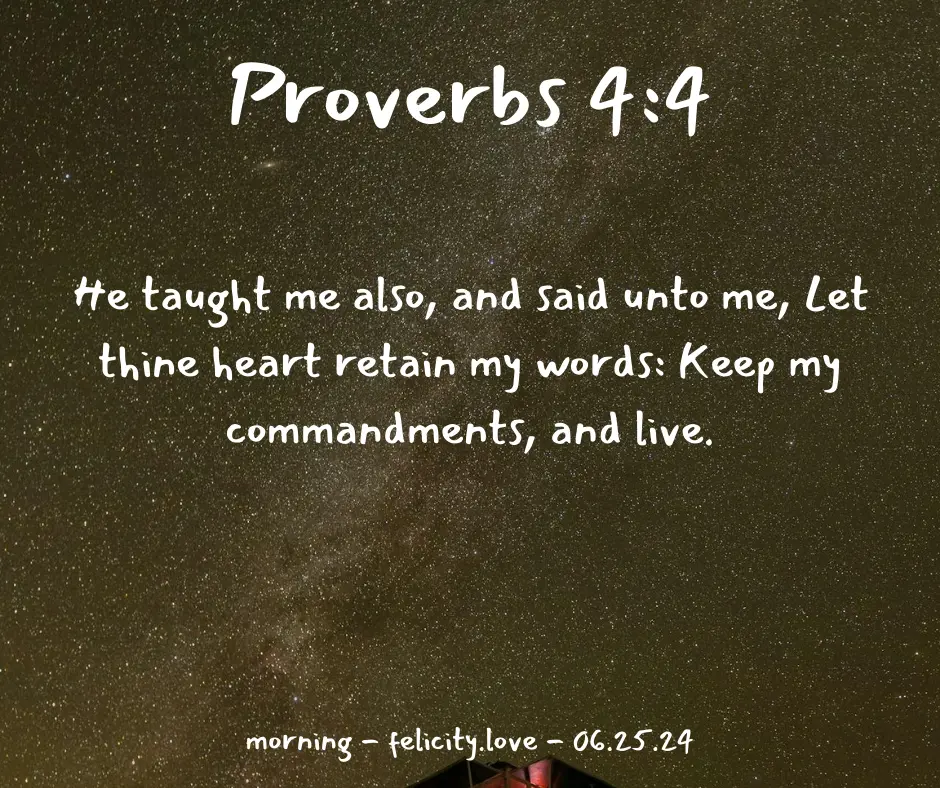 Proverbs 4:4
He taught me also, and said unto me, Let
thine heart retain my words: Keep my
commandments, and live.
morning – felicity.love – 06.25.24